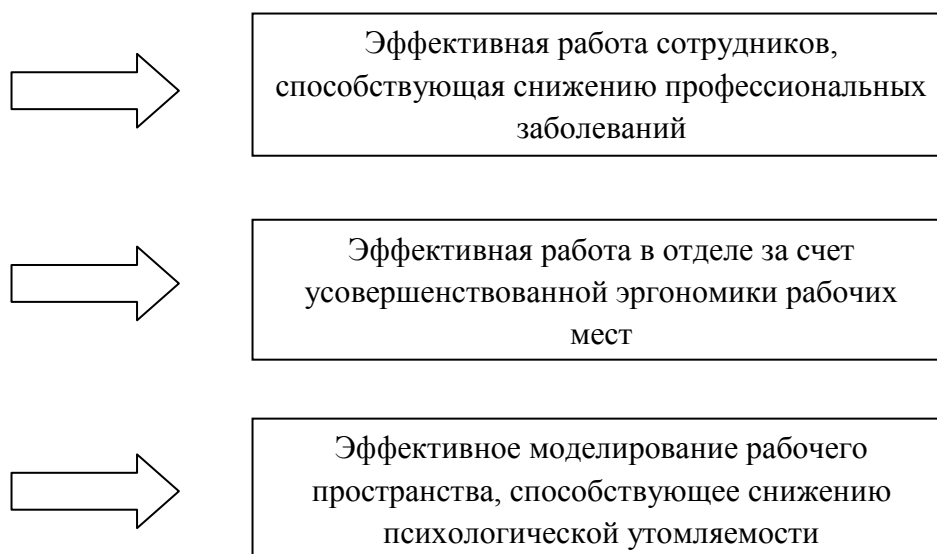 Эффективная работа сотрудников,
способствующая снижению профессиональных
заболеваний
Эффективная работа в отделе за счет
усовершенствованной эргономики рабочих
мест
Эффективное моделирование рабочего
пространства, способствующее снижению
психологической утомляемости